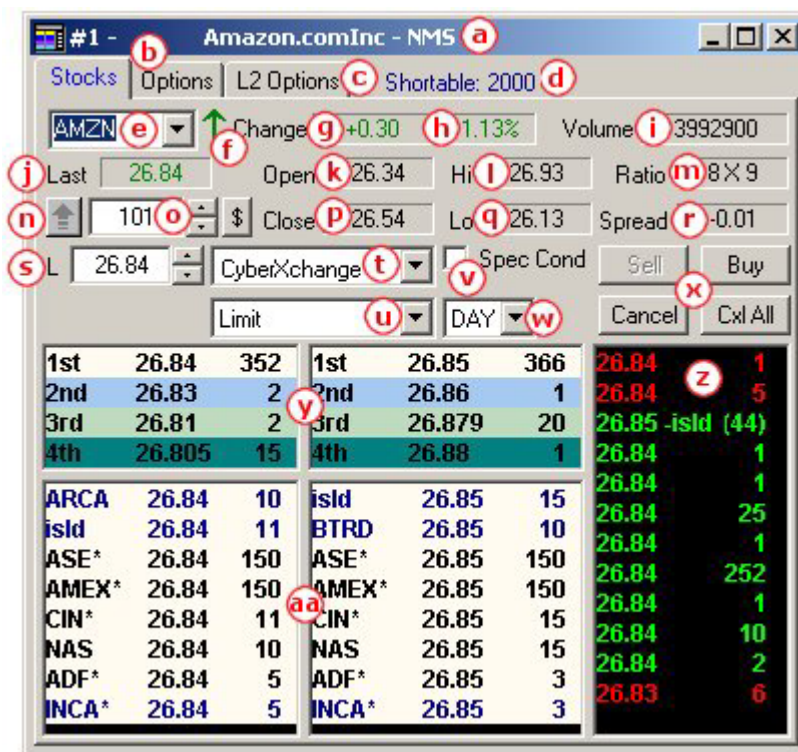 #1 - Amazon.comInc - NMS a
b
Stocks Options L2 Options c Shortable: 2000 d
AMZN e f Change g +0.30 h 1.13% Volume i 3992900
j Last 26.84 Open k 26.34 Hi l 26.93 Ratio m 8 X 9
n 101 o $ Close p 26.54 Lo q 26.13 Spread r -0.01
s L 26.84 CyberXchange t v Spec Cond Sell Buy
x
Limit u DAY w Cancel Cxl All
1st 26.84 352 1st 26.85 366
2nd 26.83 2 2nd 26.86 1
y
3rd 26.81 2 3rd 26.879 20
4th 26.805 15 4th 26.88 1
ARCA 26.84 10 isld 26.85 15
isld 26.84 11 BTRD 26.85 10
ASE* 26.84 150 ASE* 26.85 150
AMEX* 26.84 150 AMEX* 26.85 150
aa
CIN* 26.84 11 CIN* 26.85 15
NAS 26.84 10 NAS 26.85 15
ADF* 26.84 5 ADF* 26.85 3
INCA* 26.84 5 INCA* 26.85 3
26.84 z 1
26.84 5
26.85 -isld (44)
26.84 1
26.84 1
26.84 25
26.84 1
26.84 252
26.84 1
26.84 10
26.84 2
26.83 6